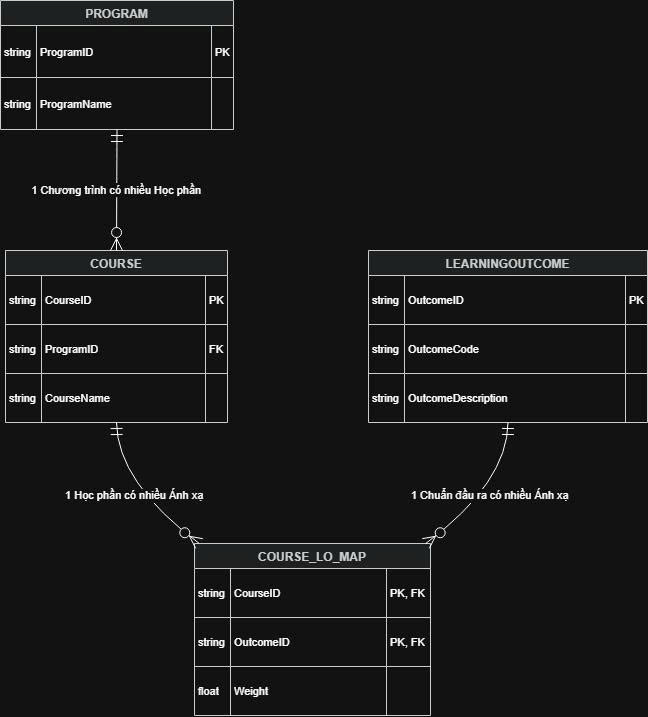 PROGRAM
string ProgramID PK
string ProgramName
1 Chương trình có nhiều Học phần
COURSE
string CourseID PK
string ProgramID FK
string CourseName
LEARNINGOUTCOME
string OutcomeID PK
string OutcomeCode
string OutcomeDescription
1 Học phần có nhiều Ánh xạ
1 Chuẩn đầu ra có nhiều Ánh xạ
COURSE_LO_MAP
string CourseID PK, FK
string OutcomeID PK, FK
float Weight